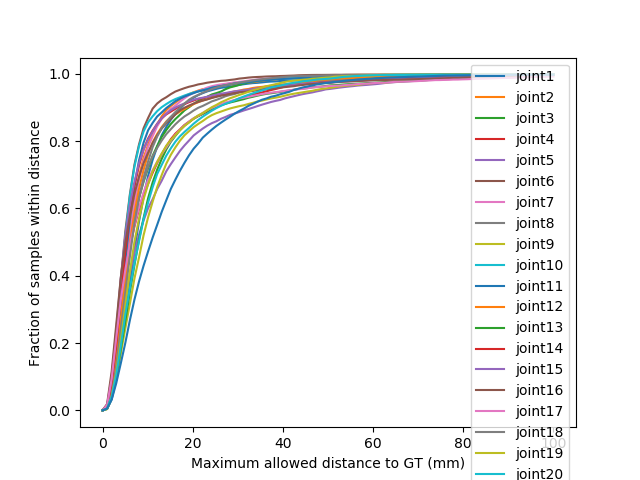 1.0
0.8
0.6
0.4
0.2
0.0
Fraction of samples within distance
0 20 40 60 80 100
Maximum allowed distance to GT (mm)
joint1
joint2
joint3
joint4
joint5
joint6
joint7
joint8
joint9
joint10
joint11
joint12
joint13
joint14
joint15
joint16
joint17
joint18
joint19
joint20